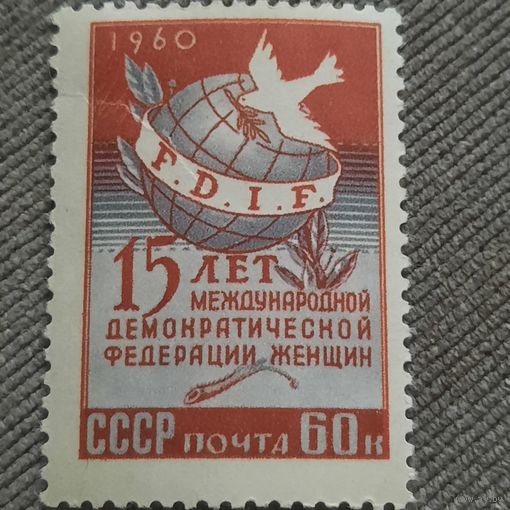 1960
F.D.I.F.
15 ЛЕТ
МЕЖДУНАРОДНОЙ
ДЕМОКРАТИЧЕСКОЙ
ФЕДЕРАЦИИ ЖЕНЩИН
СССР ПОЧТА 60 к